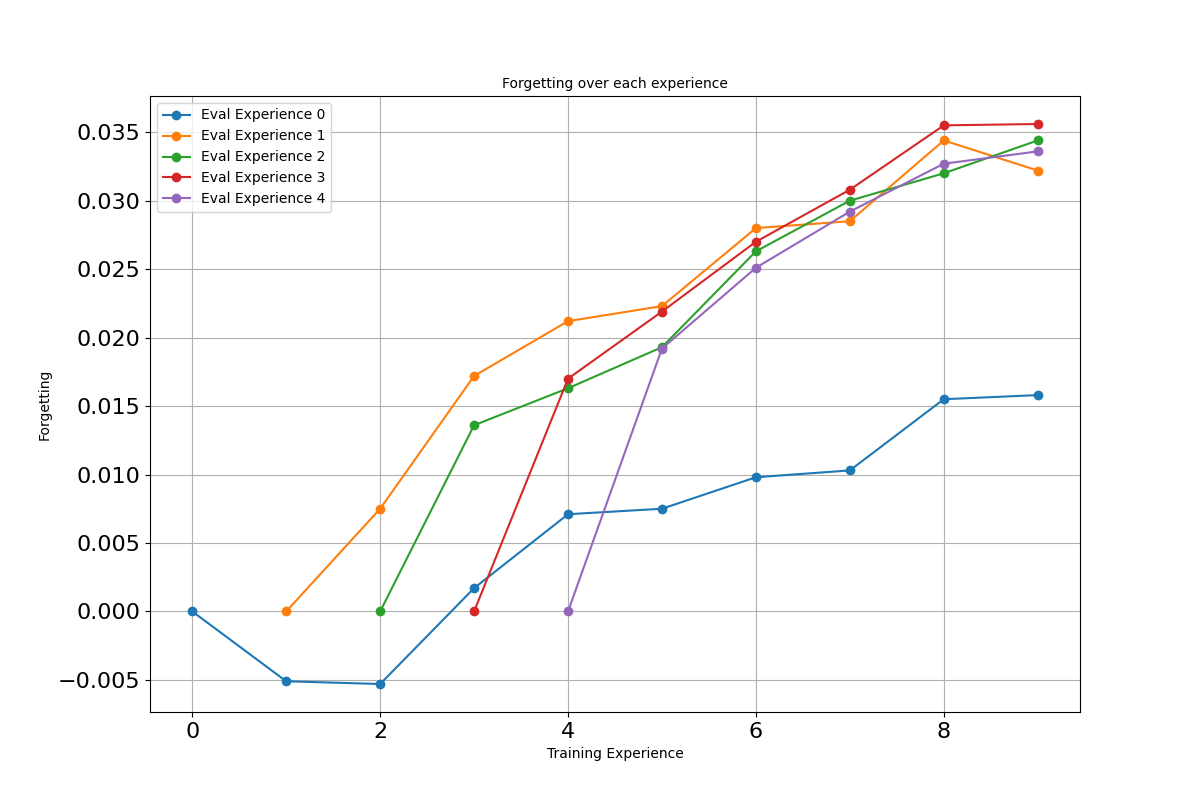 Forgetting over each experience
Eval Experience 0
Eval Experience 1
Eval Experience 2
Eval Experience 3
Eval Experience 4
0.035
0.030
0.025
0.020
0.015
0.010
0.005
0.000
−0.005
Forgetting
0 2 4 6 8
Training Experience